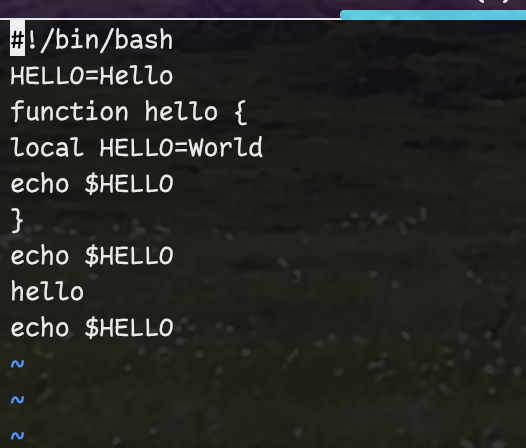 #!/bin/bash
HELLO=Hello
function hello {
local HELLO=World
echo $HELLO
}
echo $HELLO
hello
echo $HELLO
~
~
~